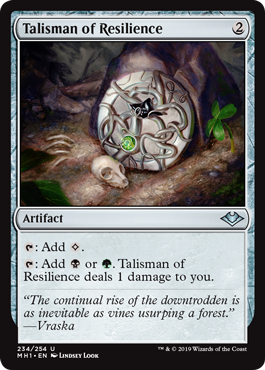 Talisman of Resilience 2
Artifact
: Add .
: Add or . Talisman of
Resilience deals 1 damage to you.
“The continual rise of the downtrodden is
as inevitable as vines usurping a forest.”
—Vraska
234/254 U
MH1 • EN LINDSEY LOOK
™ & © 2019 Wizards of the Coast